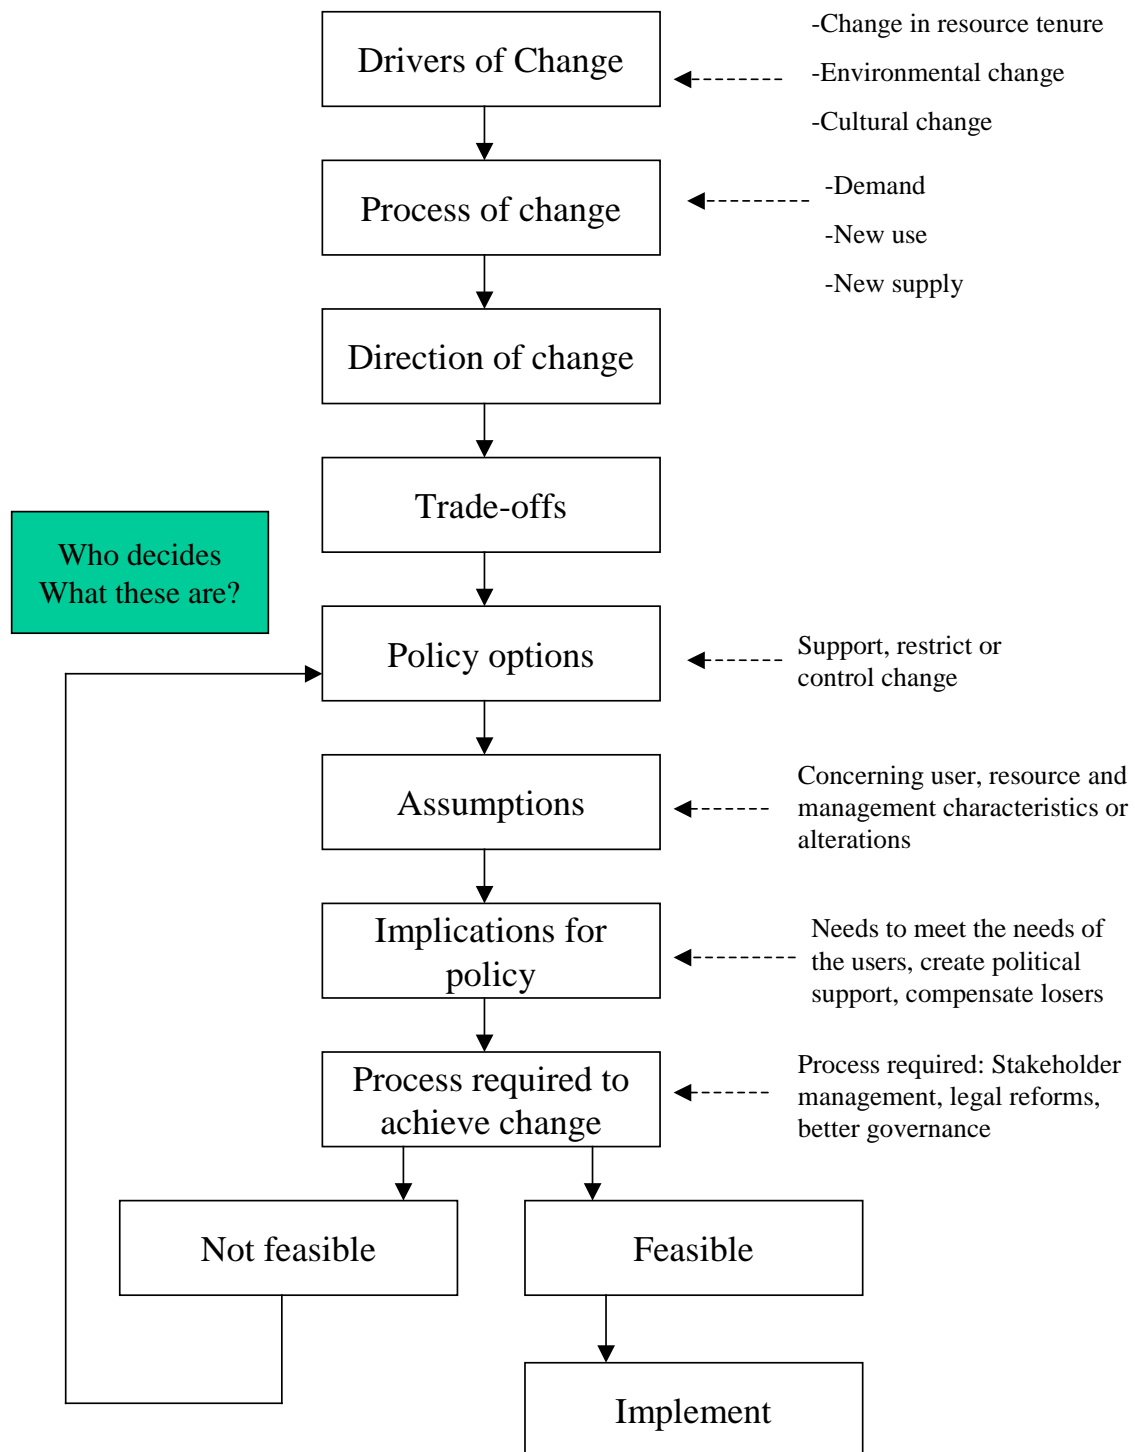 Drivers of Change
-Change in resource tenure
-Environmental change
-Cultural change
Process of change
-Demand
-New use
-New supply
Direction of change
Trade-offs
Who decides
What these are?
Policy options
Support, restrict or
control change
Assumptions
Concerning user, resource and
management characteristics or
alterations
Implications for
policy
Needs to meet the needs of
the users, create political
support, compensate losers
Process required to
achieve change
Process required: Stakeholder
management, legal reforms,
better governance
Not feasible
Feasible
Implement